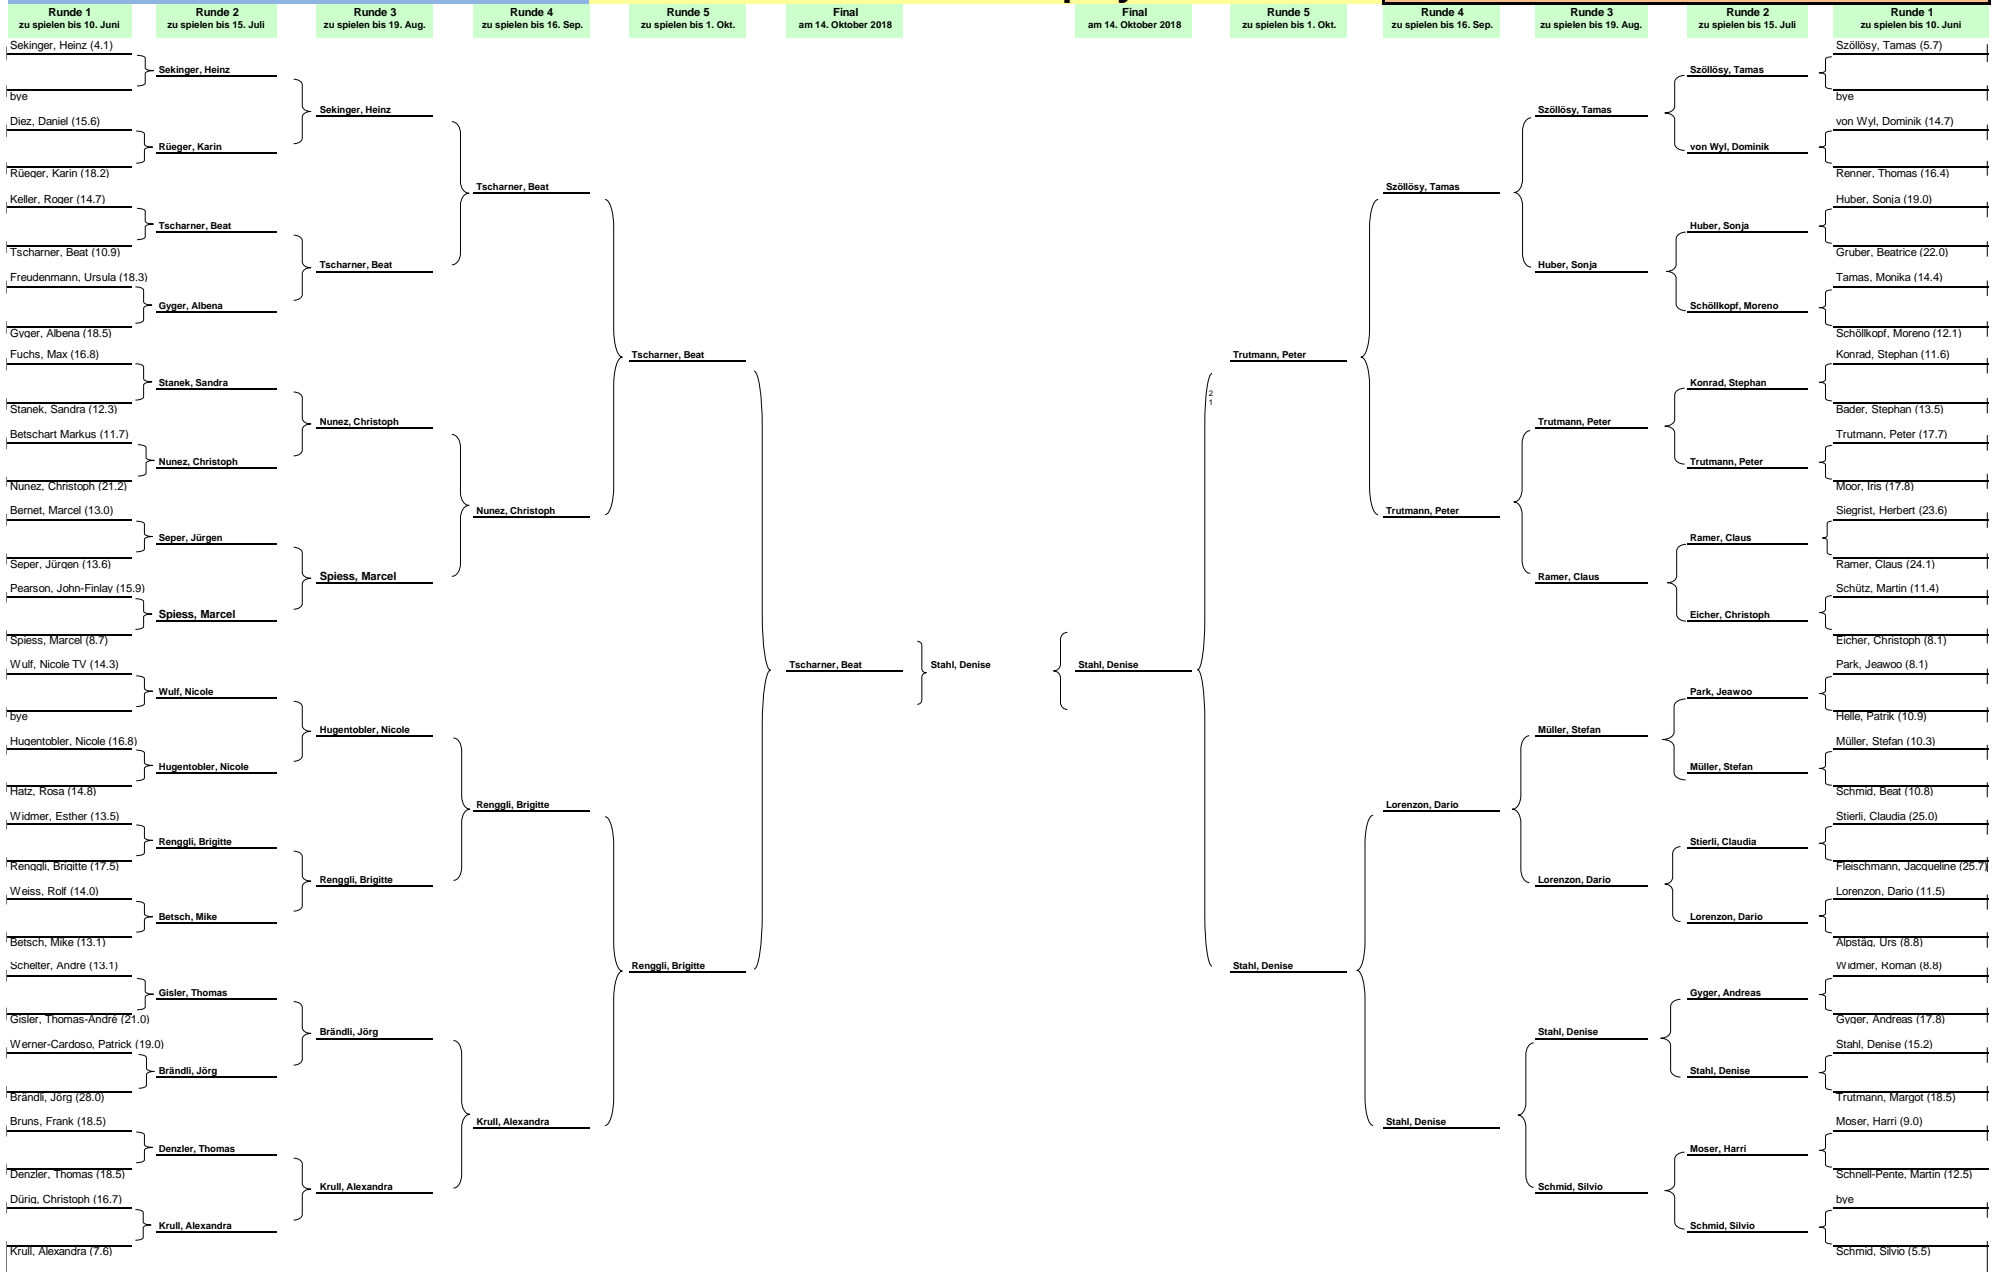 Runde 1
zu spielen bis 10. Juni
Runde 2
zu spielen bis 15. Juli
Runde 3
zu spielen bis 19. Aug.
Runde 4
zu spielen bis 16. Sep.
Runde 5
zu spielen bis 1. Okt.
Final
am 14. Oktober 2018
Final
am 14. Oktober 2018
Runde 5
zu spielen bis 1. Okt.
Runde 4
zu spielen bis 16. Sep.
Runde 3
zu spielen bis 19. Aug.
Runde 2
zu spielen bis 15. Juli
Runde 1
zu spielen bis 10. Juni
Sekinger, Heinz (4.1)
bye
Diez, Daniel (15.6)
Rüeger, Karin (18.2)
Keller, Roger (14.7)
Tscharner, Beat (10.9)
Freudenmann, Ursula (18.3)
Gyger, Albena (18.5)
Fuchs, Max (16.8)
Stanek, Sandra (12.3)
Betschart Markus (11.7)
Nunez, Christoph (21.2)
Bernet, Marcel (13.0)
Seper, Jürgen (13.6)
Pearson, John-Finlay (15.9)
Spiess, Marcel (8.7)
Wulf, Nicole TV (14.3)
bye
Hugentobler, Nicole (16.8)
Hatz, Rosa (14.8)
Widmer, Esther (13.5)
Renggli, Brigitte (17.5)
Weiss, Rolf (14.0)
Betsch, Mike (13.1)
Schelter, André (13.1)
Gisler, Thomas-André (21.0)
Werner-Cardoso, Patrick (19.0)
Brändli, Jörg (28.0)
Bruns, Frank (18.5)
Denzler, Thomas (18.5)
Dürig, Christoph (16.7)
Krull, Alexandra (7.6)
Sekinger, Heinz
Rüeger, Karin
Tscharner, Beat
Gyger, Albena
Stanek, Sandra
Nunez, Christoph
Seper, Jürgen
Spiess, Marcel
Wulf, Nicole
Hugentobler, Nicole
Renggli, Brigitte
Betsch, Mike
Gisler, Thomas
Brändli, Jörg
Denzler, Thomas
Krull, Alexandra
Sekinger, Heinz
Tscharner, Beat
Nunez, Christoph
Spiess, Marcel
Hugentobler, Nicole
Renggli, Brigitte
Brändli, Jörg
Krull, Alexandra
Tscharner, Beat
Nunez, Christoph
Renggli, Brigitte
Krull, Alexandra
Tscharner, Beat
Renggli, Brigitte
Tscharner, Beat
Stahl, Denise
Stahl, Denise
Trutmann, Peter
2
1
Stahl, Denise
Szöllösy, Tamas
Trutmann, Peter
Lorenzon, Dario
Stahl, Denise
Szöllösy, Tamas
Huber, Sonja
Trutmann, Peter
Ramer, Claus
Müller, Stefan
Lorenzon, Dario
Stahl, Denise
Schmid, Silvio
Szöllösy, Tamas
von Wyl, Dominik
Huber, Sonja
Schöllkopf, Moreno
Konrad, Stephan
Trutmann, Peter
Ramer, Claus
Eicher, Christoph
Park, Jeawoo
Müller, Stefan
Stierli, Claudia
Lorenzon, Dario
Gyger, Andreas
Stahl, Denise
Moser, Harri
Schmid, Silvio
Szöllösy, Tamas (5.7)
bye
von Wyl, Dominik (14.7)
Renner, Thomas (16.4)
Huber, Sonja (19.0)
Gruber, Beatrice (22.0)
Tamas, Monika (14.4)
Schöllkopf, Moreno (12.1)
Konrad, Stephan (11.6)
Bader, Stephan (13.5)
Trutmann, Peter (17.7)
Moor, Iris (17.8)
Siegrist, Herbert (23.6)
Ramer, Claus (24.1)
Schütz, Martin (11.4)
Eicher, Christoph (8.1)
Park, Jeawoo (8.1)
Helle, Patrik (10.9)
Müller, Stefan (10.3)
Schmid, Beat (10.8)
Stierli, Claudia (25.0)
Fleischmann, Jacqueline (25.7)
Lorenzon, Dario (11.5)
Alpstäg, Urs (8.8)
Widmer, Roman (8.8)
Gyger, Andreas (17.8)
Stahl, Denise (15.2)
Trutmann, Margot (18.5)
Moser, Harri (9.0)
Schnell-Pente, Martin (12.5)
bye
Schmid, Silvio (5.5)